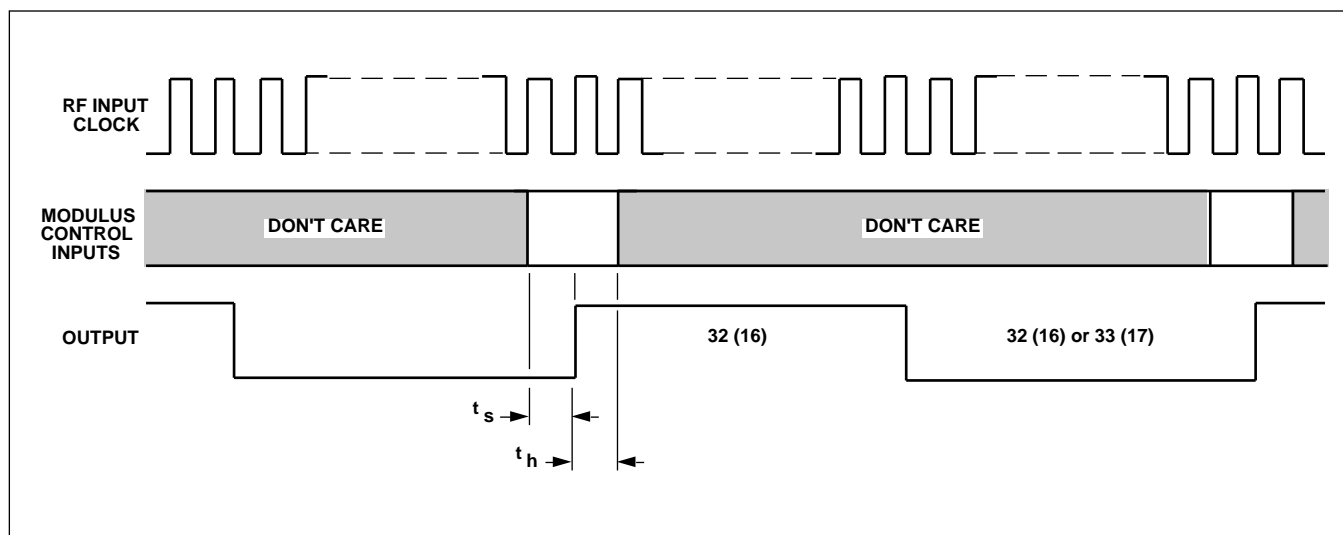 RF INPUT
CLOCK
MODULUS
CONTROL
INPUTS
DON'T CARE
DON'T CARE
OUTPUT
32 (16)
32 (16) or 33 (17)
t s
t h